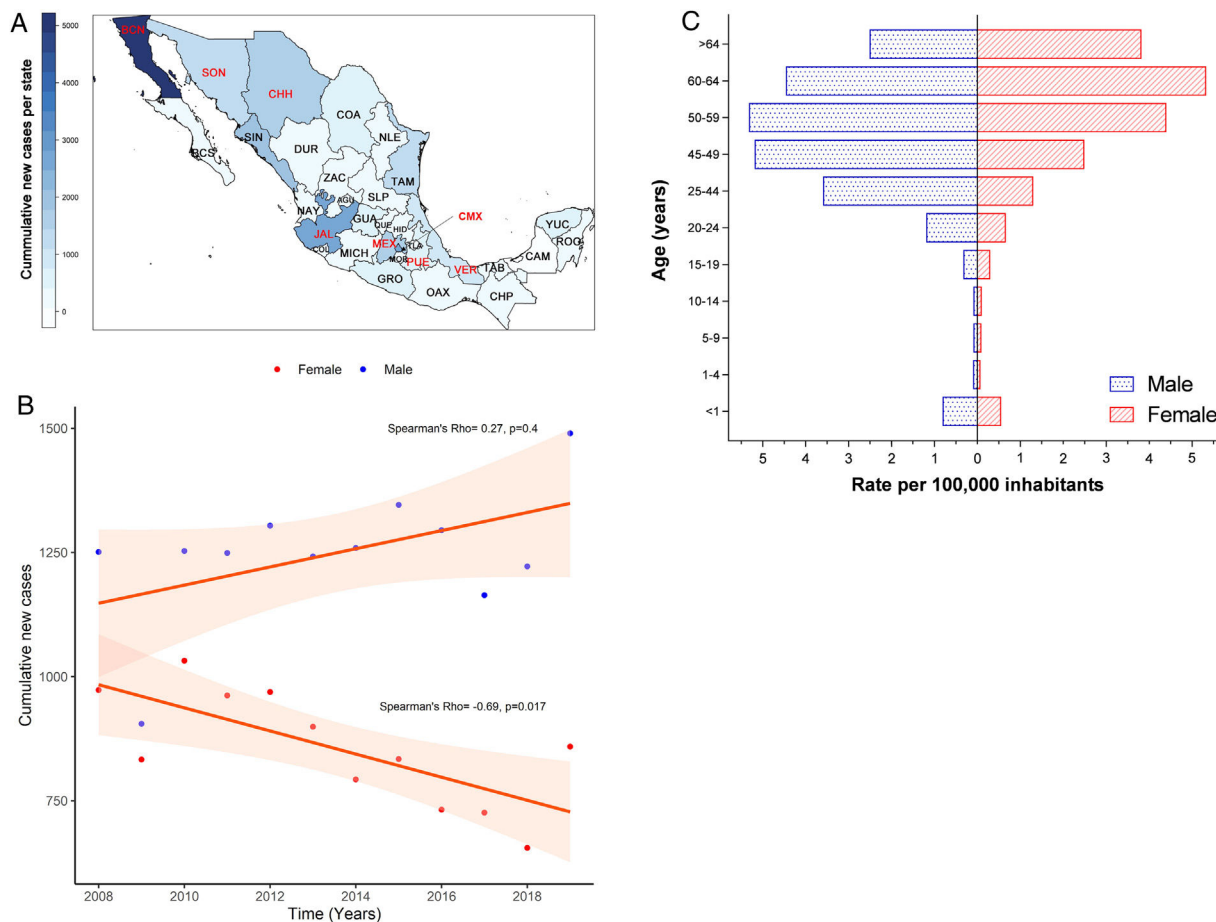 A
Cummulative new cases per state
5000
4000
3000
2000
1000
0
BCN
SON
CHH
COA
SIN
DUR
NLE
BCS
ZAC
TAM
NAY
AGU
SLP
GUA
QUE
HID
CMX
YUC
JAL
ROO
COL
MICH
MEX
TLA
MOR
PUE
VER
TAB
CAM
GRO
OAX
CHP
Female
Male
B
Spearman's Rho= 0.27, p=0.4
Spearman's Rho= -0.69, p=0.017
Cumulative new cases
1500
1250
1000
750
2008
2010
2012
2014
2016
2018
Time (Years)
C
Age (years)
>64
60-64
50-59
45-49
25-44
20-24
15-19
10-14
5-9
1-4
<1
Male
Female
5 4 3 2 1 0 1 2 3 4 5
Rate per 100,000 inhabitants